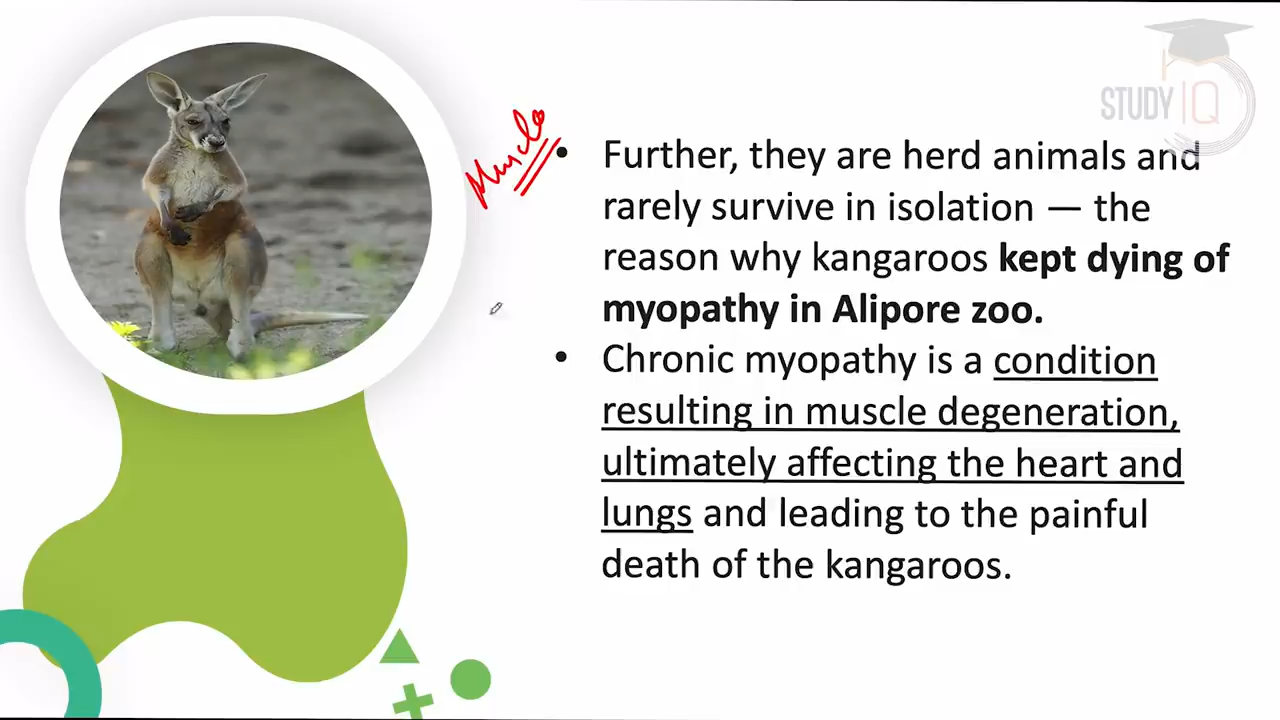 STUDY IQ
Muscle
• Further, they are herd animals and
rarely survive in isolation — the
reason why kangaroos kept dying of
myopathy in Alipore zoo.
• Chronic myopathy is a condition
resulting in muscle degeneration,
ultimately affecting the heart and
lungs and leading to the painful
death of the kangaroos.